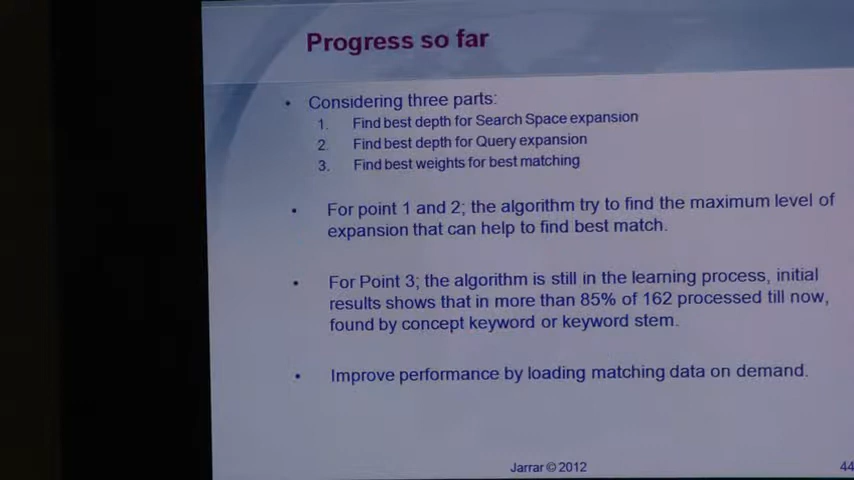 Progress so far
• Considering three parts:
1. Find best depth for Search Space expansion
2. Find best depth for Query expansion
3. Find best weights for best matching
• For point 1 and 2; the algorithm try to find the maximum level of
expansion that can help to find best match.
• For Point 3; the algorithm is still in the learning process, initial
results shows that in more than 85% of 162 processed till now,
found by concept keyword or keyword stem.
• Improve performance by loading matching data on demand.
Jarrar © 2012
44